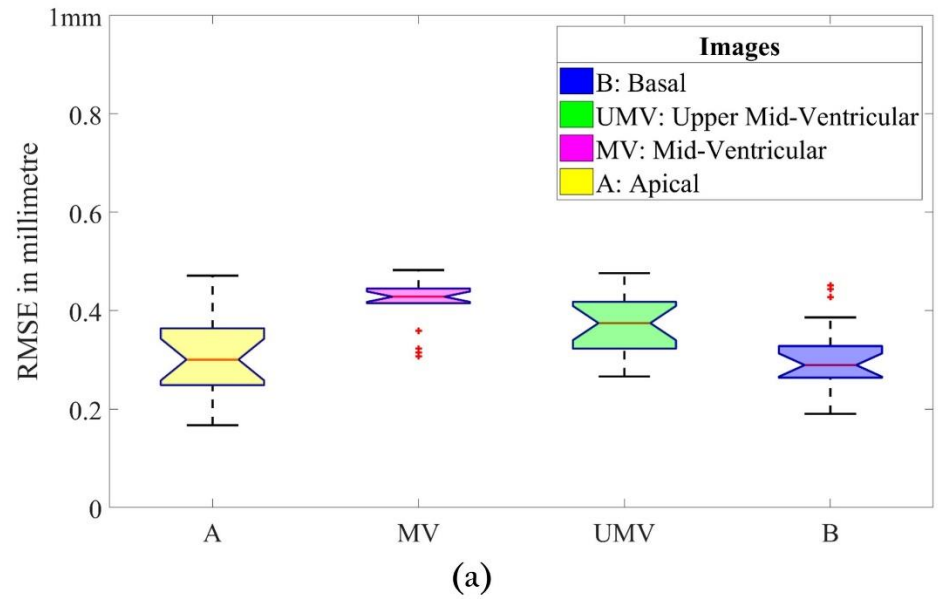 1mm
0.8
0.6
0.4
0.2
0
RMSE in millimetre
Images
B: Basal
UMV: Upper Mid-Ventricular
MV: Mid-Ventricular
A: Apical
A MV UMV B
(a)